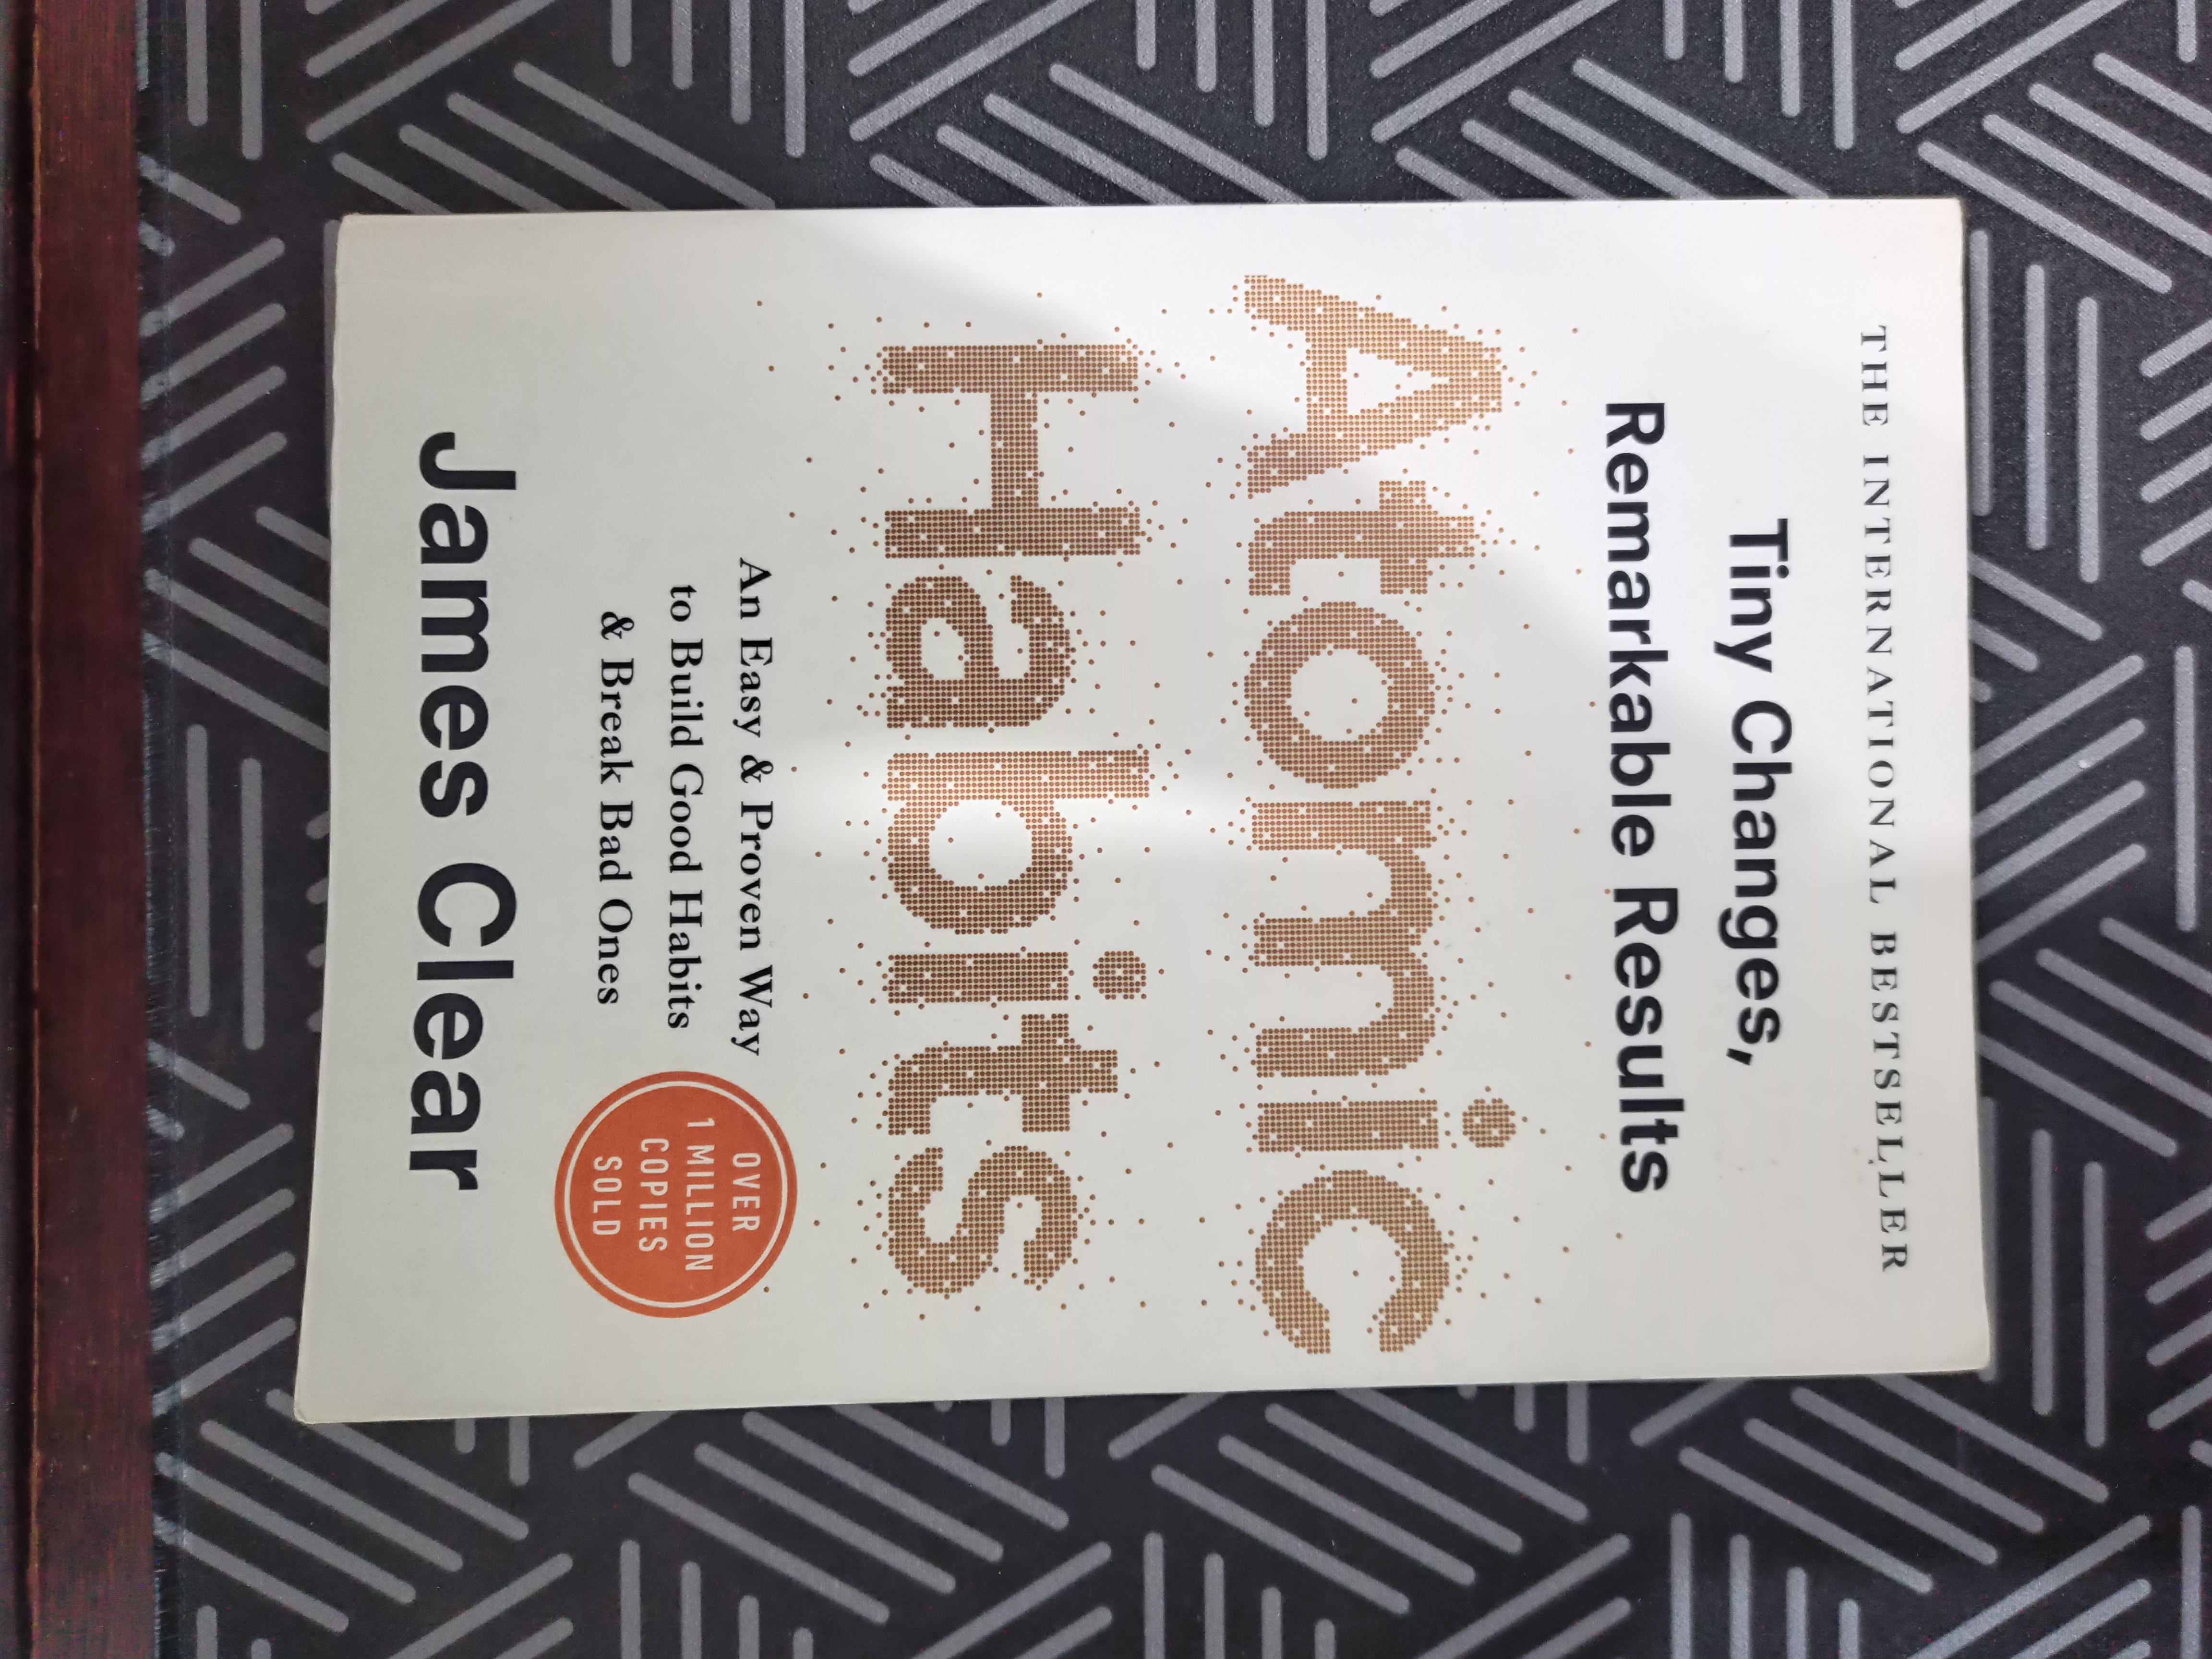 THE INTERNATIONAL BESTSELLER
Tiny Changes,
Remarkable Results
Atomic
Habits
An Easy & Proven Way
to Build Good Habits
& Break Bad Ones
OVER
1 MILLION
COPIES
SOLD
James Clear